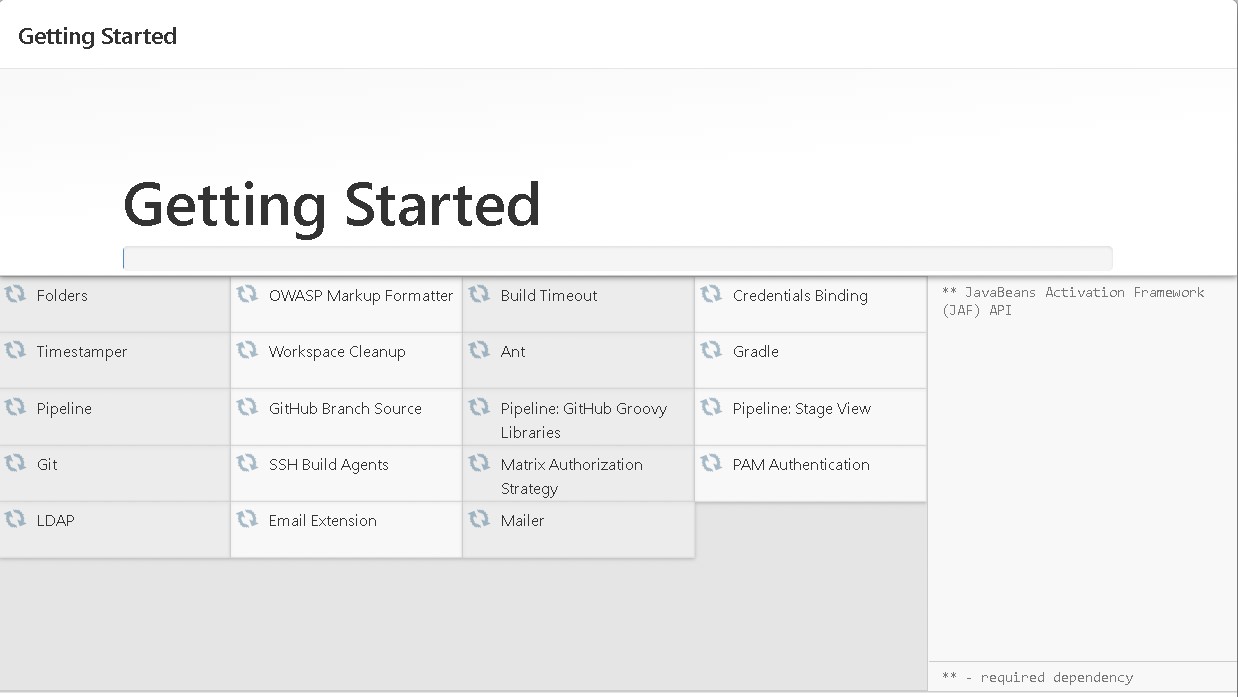 Getting Started
Getting Started
Folders
OWASP Markup Formatter
Build Timeout
Credentials Binding
** JavaBeans Activation Framework
(JAF) API
Timestamper
Workspace Cleanup
Ant
Gradle
Pipeline
GitHub Branch Source
Pipeline: GitHub Groovy
Libraries
Pipeline: Stage View
Git
SSH Build Agents
Matrix Authorization
Strategy
PAM Authentication
LDAP
Email Extension
Mailer
** - required dependency